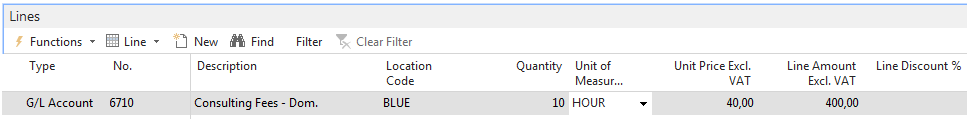 Lines
Functions Line New Find Filter Clear Filter
Type No. Description Location Code Quantity Unit of Measur... Unit Price Excl. VAT Line Amount Excl. VAT Line Discount %
G/L Account 6710 Consulting Fees - Dom. BLUE 10 HOUR 40,00 400,00